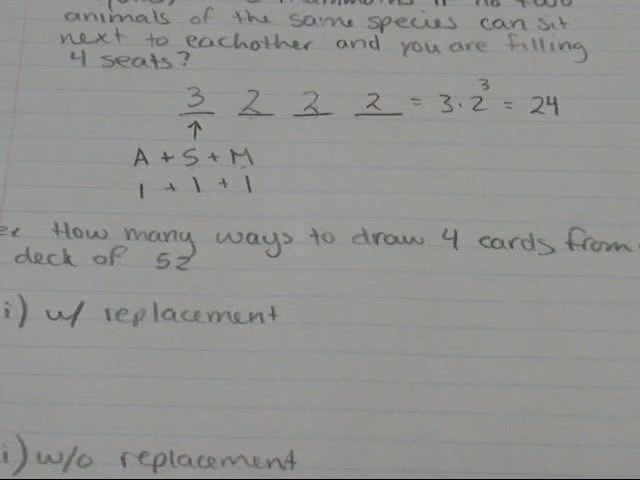 animals of the same species can sit
next to eachother and you are filling
4 seats?
3 2 2 2 = 3·2³ = 24
↑
A + S + M
1 + 1 + 1
ex How many ways to draw 4 cards from
deck of 52
i) w/ replacement
i) w/o replacement